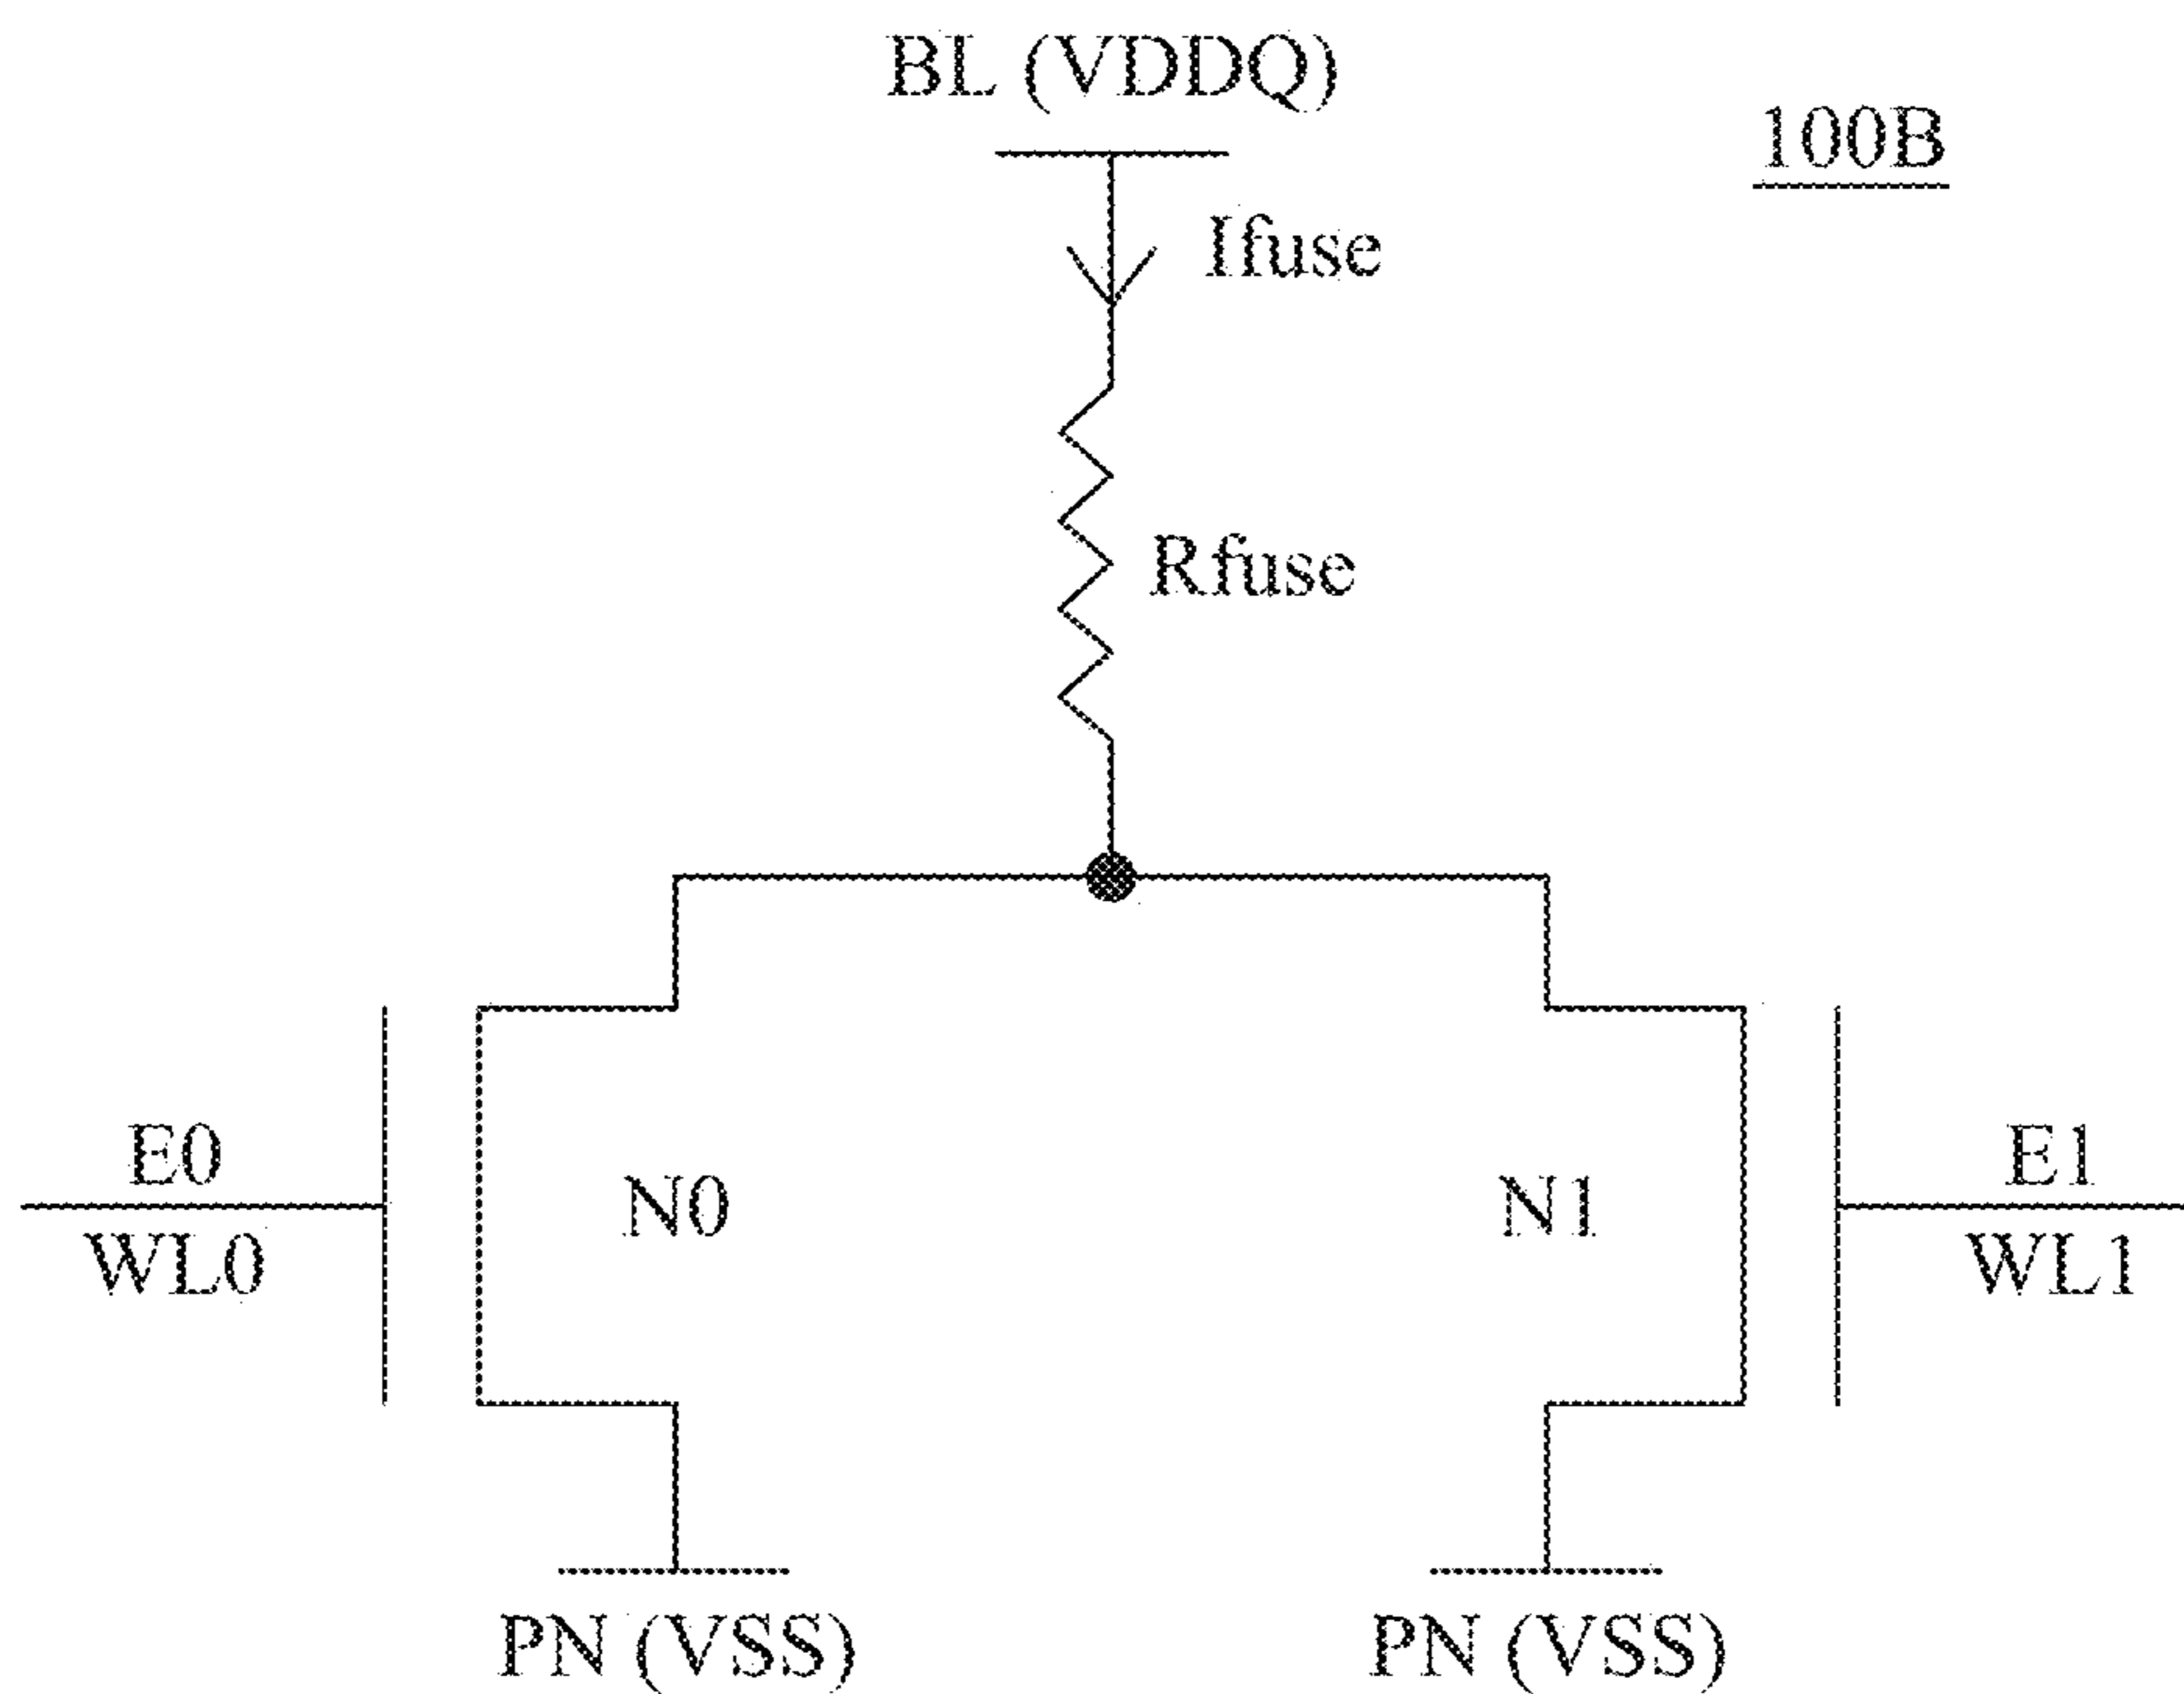 BL (VDDQ)
100B
Ifuse
Rfuse
E0
WL0
N0
N1
E1
WL1
PN (VSS)
PN (VSS)